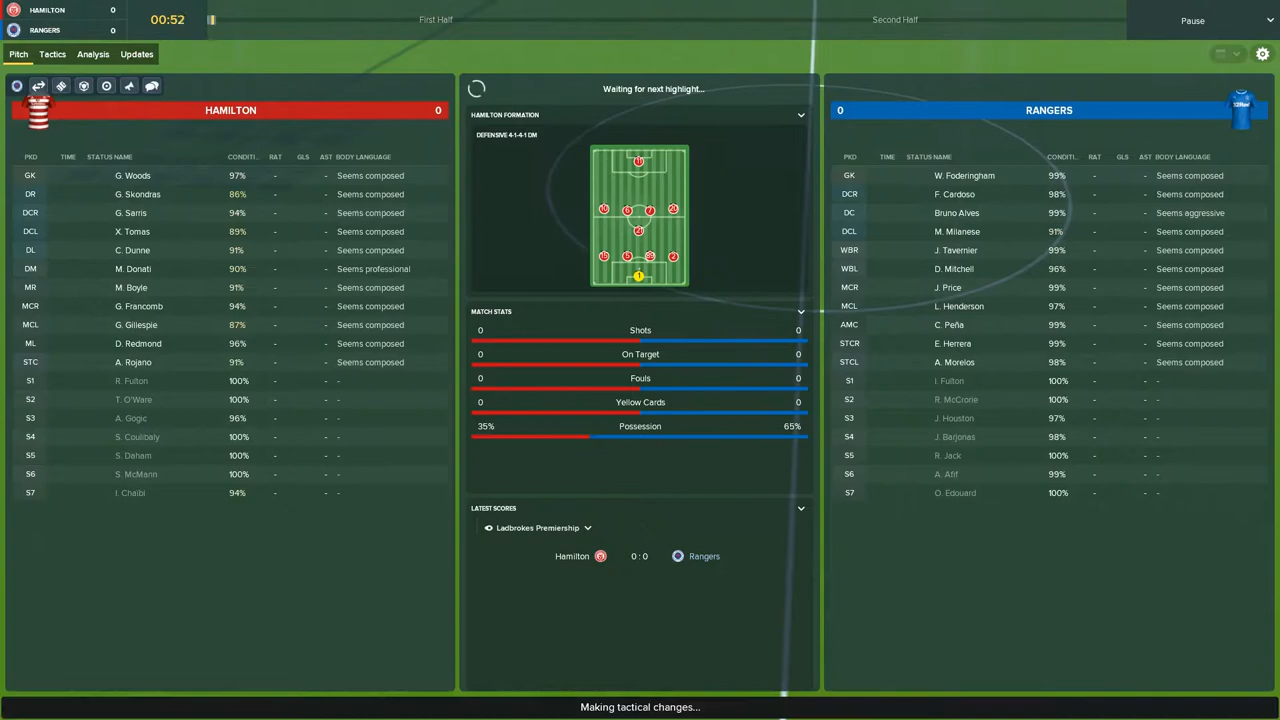 HAMILTON 0
RANGERS 0
00:52
First Half
Second Half
Pause
Pitch Tactics Analysis Updates
HAMILTON 0
PKD TIME STATUS NAME CONDITI... RAT GLS AST BODY LANGUAGE
GK G. Woods 97% - - Seems composed
DR G. Skondras 86% - - Seems composed
DCR G. Sarris 94% - - Seems composed
DCL X. Tomas 89% - - Seems composed
DL C. Dunne 91% - - Seems composed
DM M. Donati 90% - - Seems professional
MR M. Boyle 91% - - Seems composed
MCR G. Francomb 94% - - Seems composed
MCL G. Gillespie 87% - - Seems composed
ML D. Redmond 96% - - Seems composed
STC A. Rojano 91% - - Seems composed
S1 R. Fulton 100% - - - -
S2 T. O'Ware 100% - - - -
S3 A. Gogic 96% - - - -
S4 S. Coulibaly 100% - - - -
S5 S. Daham 100% - - - -
S6 S. McMann 100% - - - -
S7 I. Chaïbi 94% - - - -
Waiting for next highlight...
HAMILTON FORMATION
DEFENSIVE 4-1-4-1 DM
MATCH STATS
0 Shots 0
0 On Target 0
0 Fouls 0
0 Yellow Cards 0
35% Possession 65%
LATEST SCORES
Ladbrokes Premiership
Hamilton 0 : 0 Rangers
0 RANGERS
PKD TIME STATUS NAME CONDITI... RAT GLS AST BODY LANGUAGE
GK W. Foderingham 99% - - Seems composed
DCR F. Cardoso 98% - - Seems composed
DC Bruno Alves 99% - - Seems aggressive
DCL M. Milanese 91% - - Seems composed
WBR J. Tavernier 99% - - Seems composed
WBL D. Mitchell 96% - - Seems composed
MCR J. Price 99% - - Seems composed
MCL L. Henderson 97% - - Seems composed
AMC C. Peña 99% - - Seems composed
STCR E. Herrera 99% - - Seems composed
STCL A. Morelos 98% - - Seems composed
S1 I. Fulton 100% - - - -
S2 R. McCrorie 100% - - - -
S3 J. Houston 97% - - - -
S4 J. Barjonas 98% - - - -
S5 R. Jack 100% - - - -
S6 A. Afif 99% - - - -
S7 O. Edouard 100% - - - -
Making tactical changes...